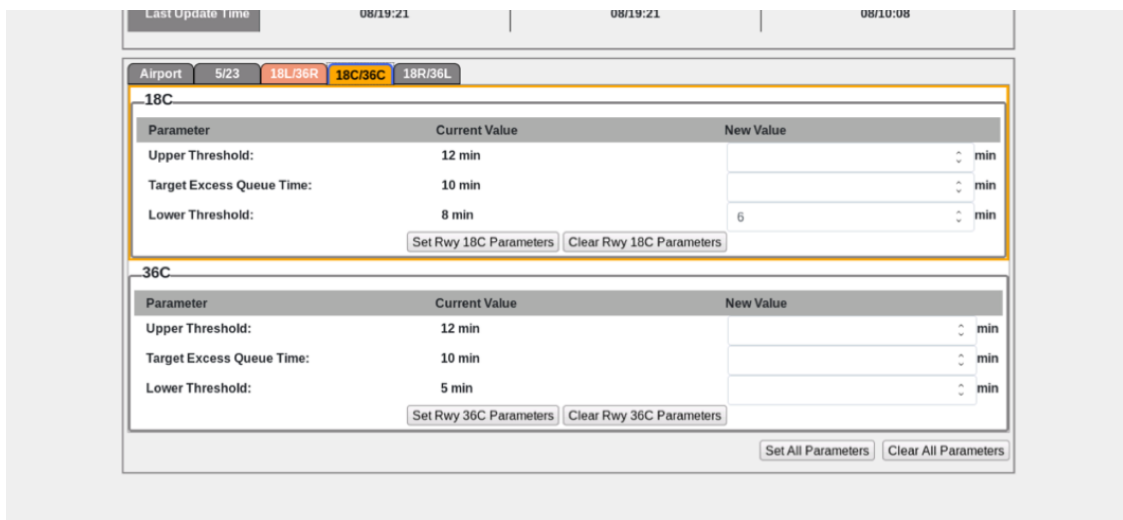 Last Update Time 08/19:21 08/19:21 08/10:08
Airport 5/23 18L/36R 18C/36C 18R/36L
18C
Parameter Current Value New Value
Upper Threshold: 12 min min
Target Excess Queue Time: 10 min min
Lower Threshold: 8 min 6 min
Set Rwy 18C Parameters Clear Rwy 18C Parameters
36C
Parameter Current Value New Value
Upper Threshold: 12 min min
Target Excess Queue Time: 10 min min
Lower Threshold: 5 min min
Set Rwy 36C Parameters Clear Rwy 36C Parameters
Set All Parameters Clear All Parameters